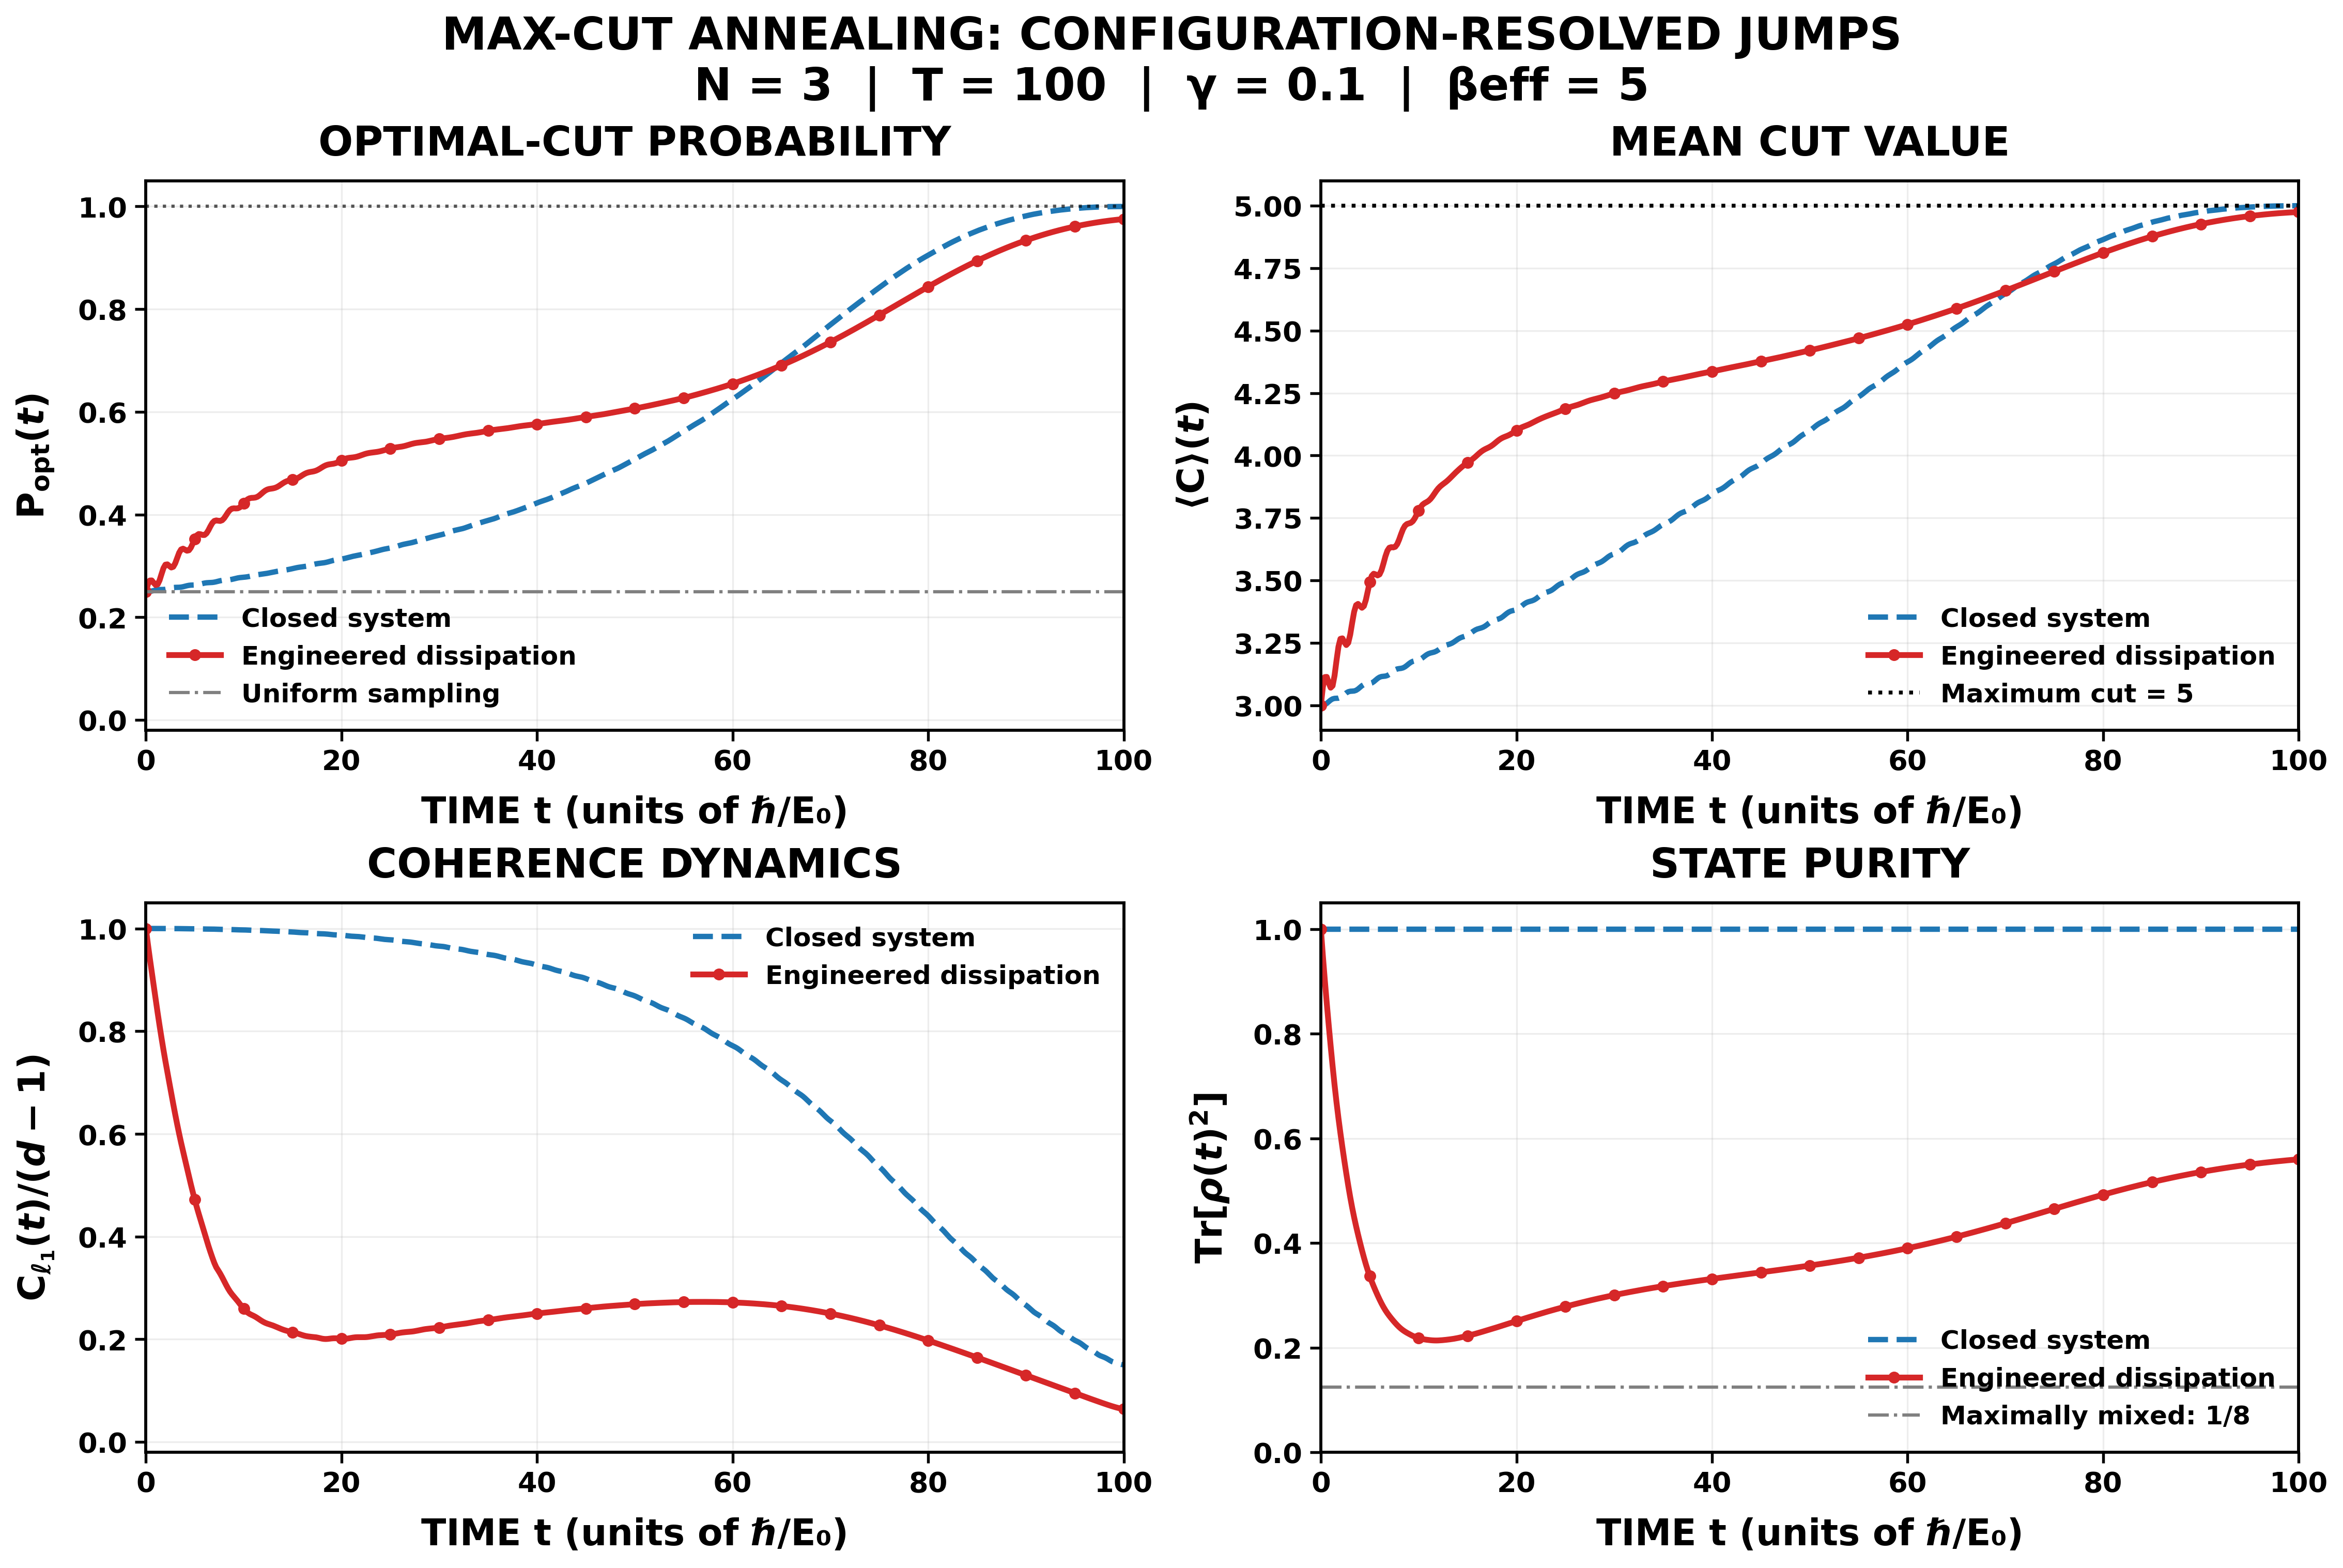 MAX-CUT ANNEALING: CONFIGURATION-RESOLVED JUMPS
N = 3 | T = 100 | γ = 0.1 | βeff = 5
OPTIMAL-CUT PROBABILITY
P_opt(t)
1.0
0.8
0.6
0.4
0.2
0.0
Closed system
Engineered dissipation
Uniform sampling
0 20 40 60 80 100
TIME t (units of ℏ/E₀)
MEAN CUT VALUE
⟨C⟩(t)
5.00
4.75
4.50
4.25
4.00
3.75
3.50
3.25
3.00
Closed system
Engineered dissipation
Maximum cut = 5
0 20 40 60 80 100
TIME t (units of ℏ/E₀)
COHERENCE DYNAMICS
C_ℓ₁(t)/(d − 1)
1.0
0.8
0.6
0.4
0.2
0.0
Closed system
Engineered dissipation
0 20 40 60 80 100
TIME t (units of ℏ/E₀)
STATE PURITY
Tr[ρ(t)²]
1.0
0.8
0.6
0.4
0.2
0.0
Closed system
Engineered dissipation
Maximally mixed: 1/8
0 20 40 60 80 100
TIME t (units of ℏ/E₀)